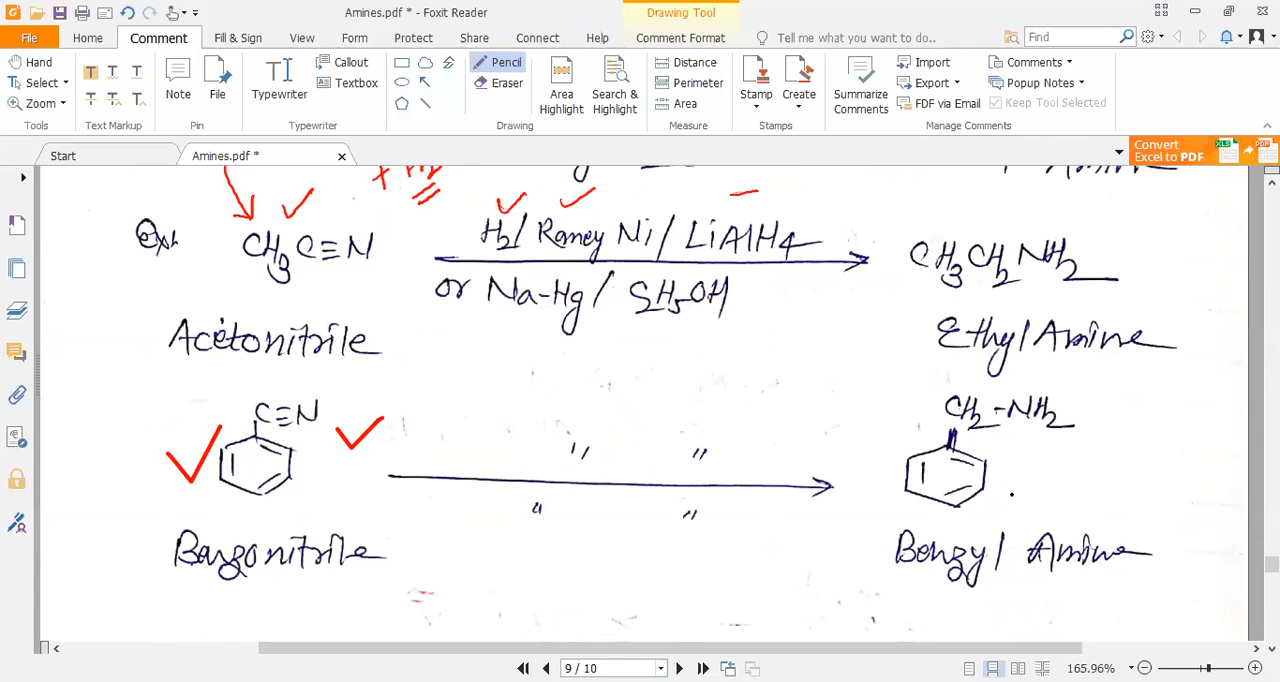 Amines.pdf * - Foxit Reader
Drawing Tool
File Home Comment Fill & Sign View Form Protect Share Connect Help Comment Format Tell me what you want to do.. Find
Hand
Select
Zoom
Tools
Text Markup
Note
File
Pin
Typewriter
Callout
Textbox
Typewriter
Pencil
Eraser
Drawing
Area Highlight
Search & Highlight
Distance
Perimeter
Area
Measure
Stamp
Create
Stamps
Summarize Comments
Import
Export
FDF via Email
Comments
Popup Notes
Keep Tool Selected
Manage Comments
Start
Amines.pdf *
Convert
Excel to PDF
+ H2
Amine
Ex:
CH3C≡N
H2/ Raney Ni/ LiAlH4
or Na-Hg/ C2H5OH
CH3CH2NH2
Acetonitrile
Ethyl Amine
C≡N
CH2-NH2
" "
" "
Benzonitrile
Benzyl Amine
9 / 10
165.96%